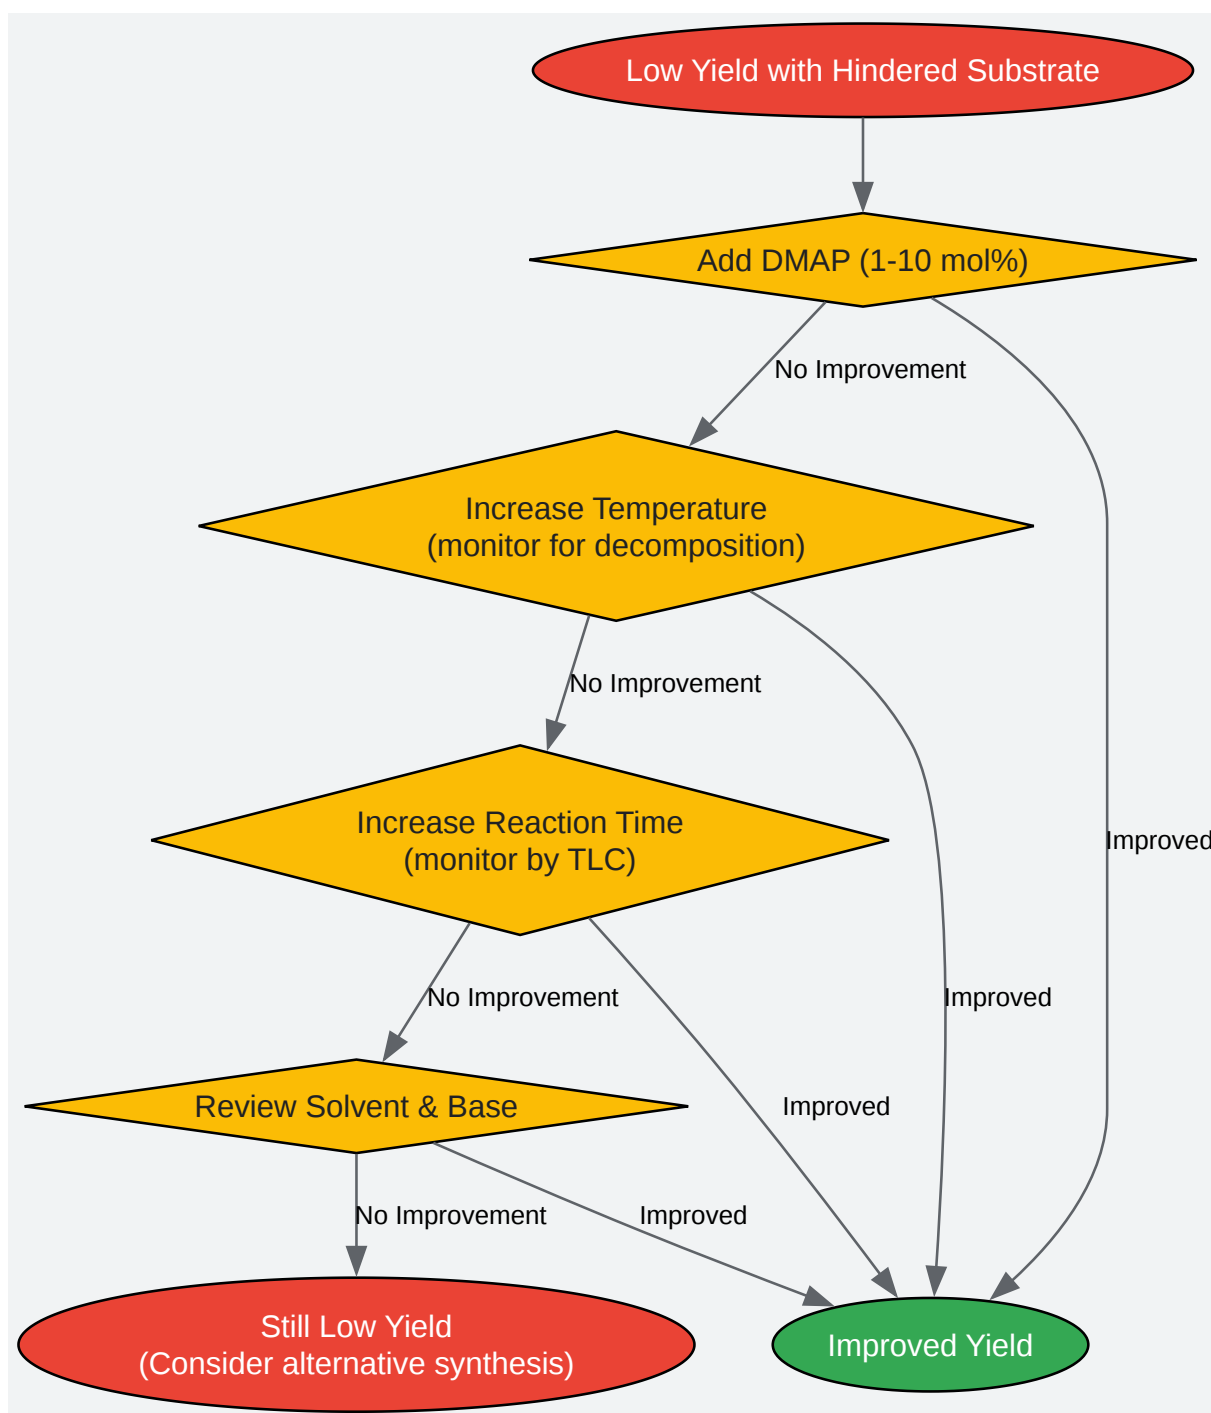 Low Yield with Hindered Substrate
Add DMAP (1-10 mol%)
No Improvement
Increase Temperature
(monitor for decomposition)
No Improvement
Increase Reaction Time
(monitor by TLC)
Improved
No Improvement
Improved
Review Solvent & Base
Improved
No Improvement
Improved
Still Low Yield
(Consider alternative synthesis)
Improved Yield